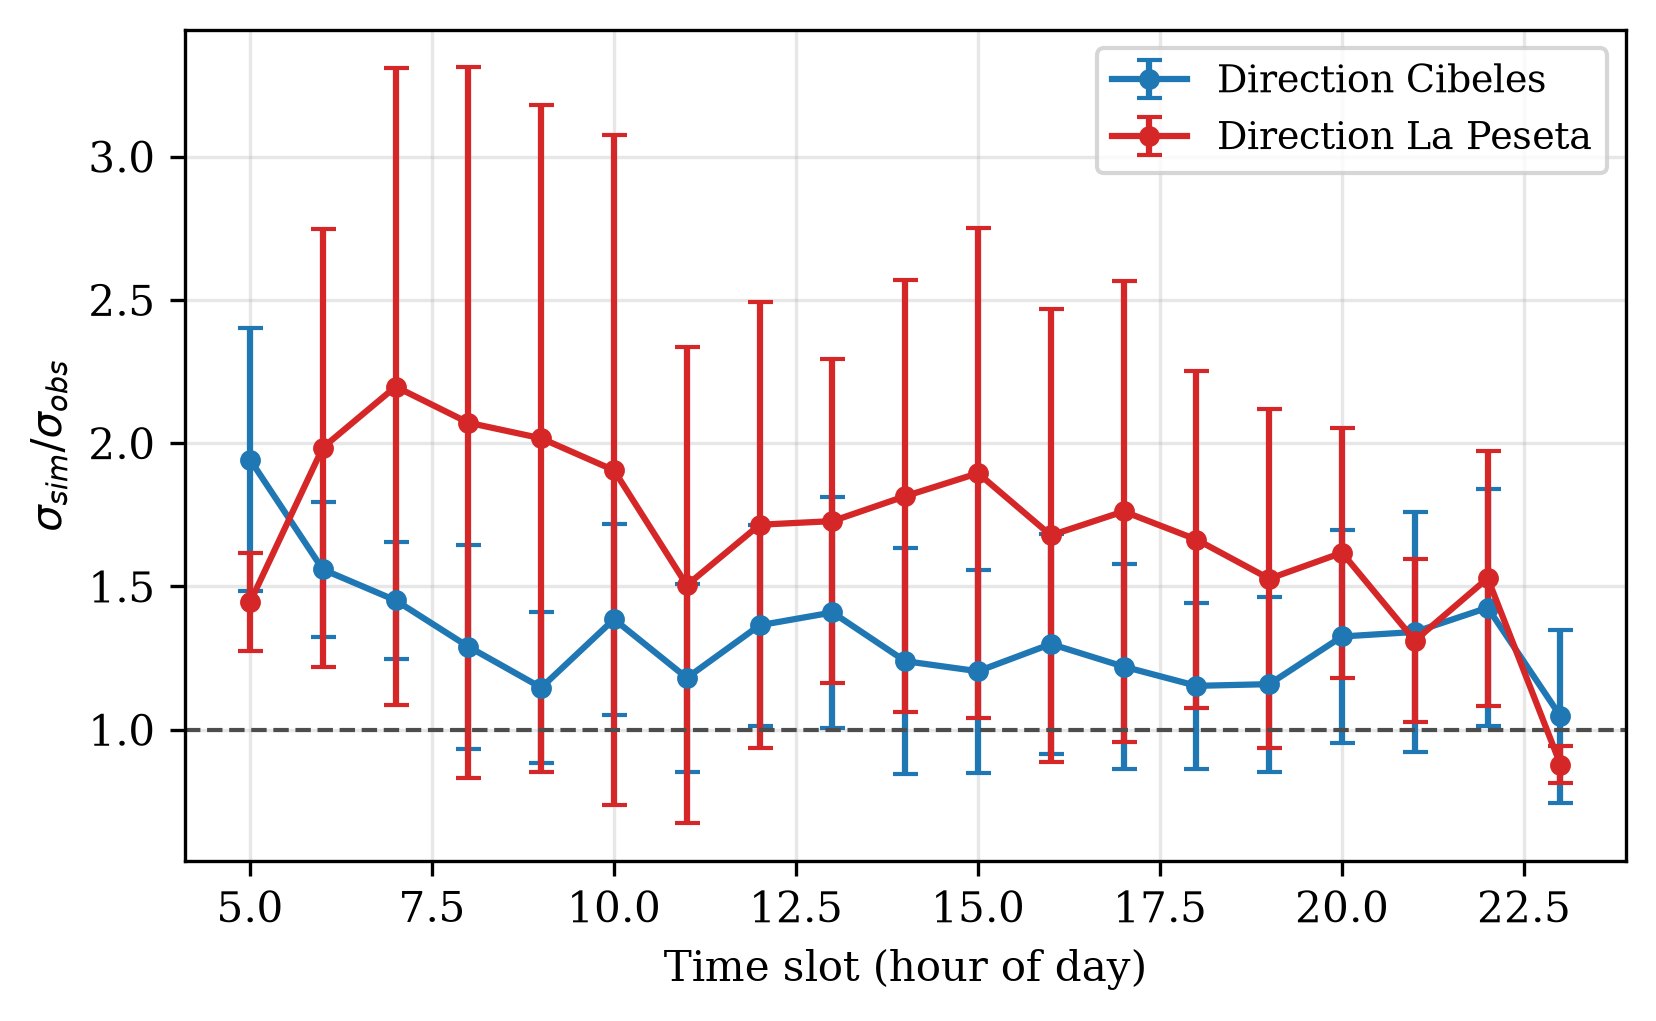 Direction Cibeles
Direction La Peseta
σsim/σobs
3.0
2.5
2.0
1.5
1.0
5.0 7.5 10.0 12.5 15.0 17.5 20.0 22.5
Time slot (hour of day)